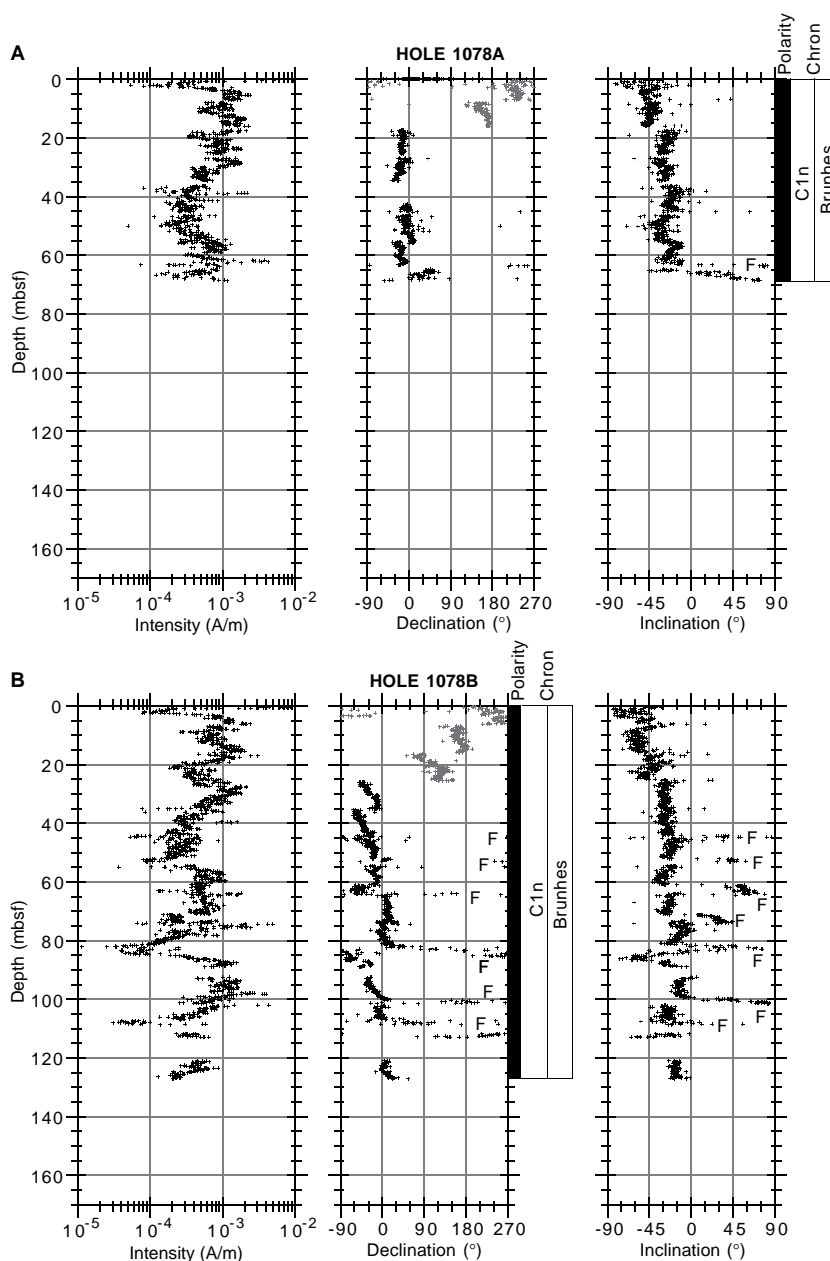 A
HOLE 1078A
Polarity
Chron
0
20
40
60
80
100
120
140
160
Depth (mbsf)
C1n
Brunhes
F
10-5 10-4 10-3 10-2
-90 0 90 180 270
-90 -45 0 45 90
Intensity (A/m)
Declination (°)
Inclination (°)
B
HOLE 1078B
Polarity
Chron
0
20
40
60
80
100
120
140
160
Depth (mbsf)
F
F
F
F
F
F
C1n
Brunhes
F
F
F
F
F
F
F
10-5 10-4 10-3 10-2
-90 0 90 180 270
-90 -45 0 45 90
Intensity (A/m)
Declination (°)
Inclination (°)